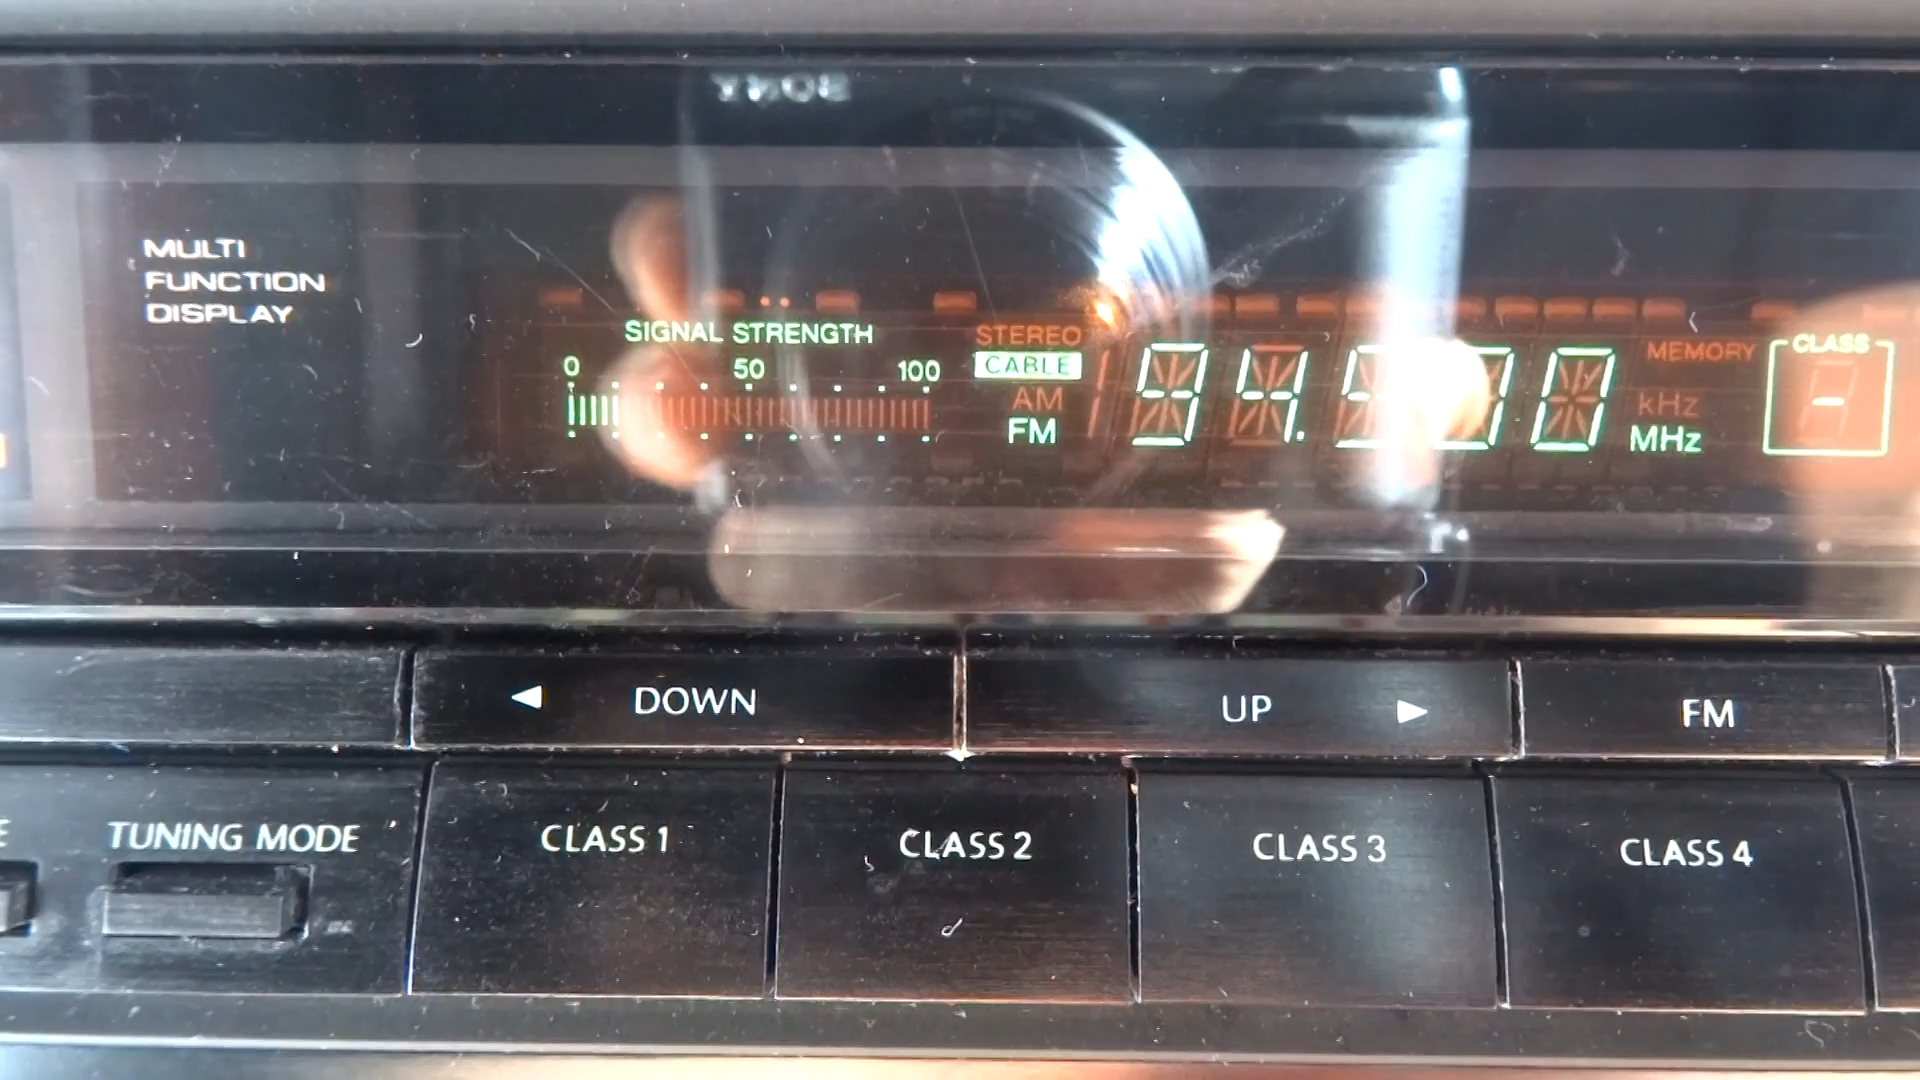 MULTI
FUNCTION
DISPLAY
SIGNAL STRENGTH
0 50 100
STEREO
CABLE
AM
FM
MEMORY
kHz
MHz
CLASS
-
DOWN
UP
FM
TUNING MODE
CLASS 1
CLASS 2
CLASS 3
CLASS 4